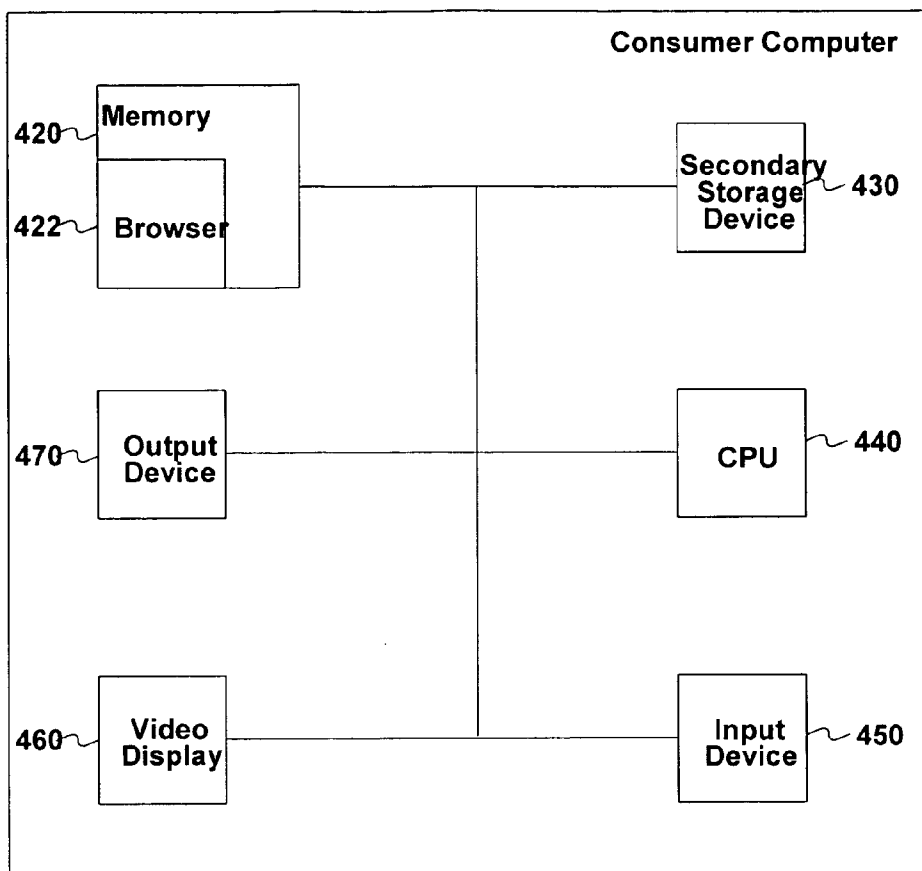 Consumer Computer
420
Memory
422
Browser
Secondary
Storage
Device
430
470
Output
Device
CPU
440
460
Video
Display
Input
Device
450